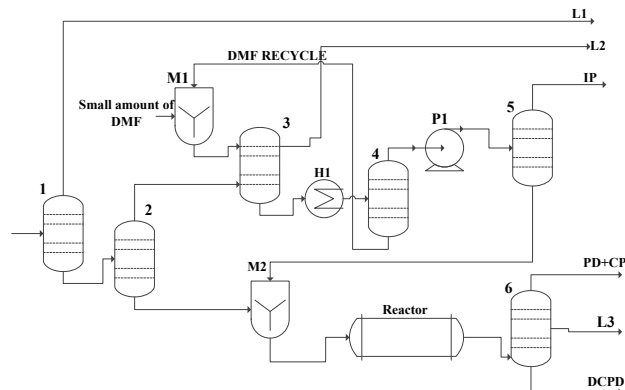 L1
L2
DMF RECYCLE
M1
IP
5
P1
Small amount of
DMF
3
4
H1
1
2
M2
PD+CP
6
Reactor
L3
DCPD